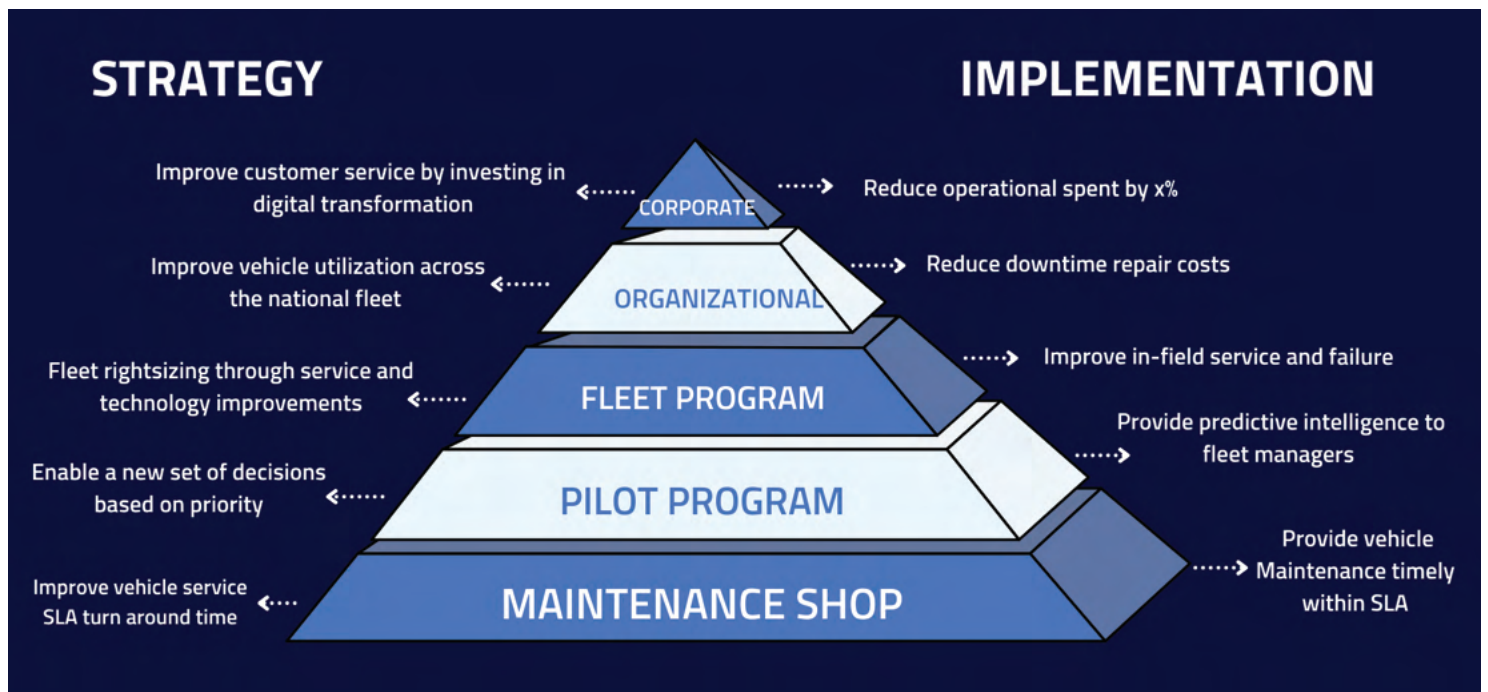 STRATEGY
IMPLEMENTATION
Improve customer service by investing in
digital transformation
CORPORATE
Reduce operational spent by x%
Improve vehicle utilization across
the national fleet
ORGANIZATIONAL
Reduce downtime repair costs
Fleet rightsizing through service and
technology improvements
FLEET PROGRAM
Improve in-field service and failure
Enable a new set of decisions
based on priority
PILOT PROGRAM
Provide predictive intelligence to
fleet managers
Improve vehicle service
SLA turn around time
MAINTENANCE SHOP
Provide vehicle
Maintenance timely
within SLA